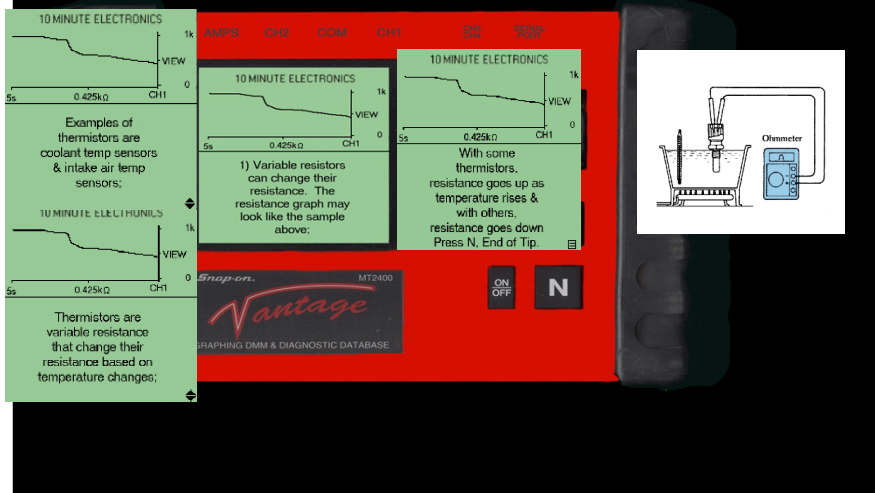 AMPS CH2 COM CH1
10 MINUTE ELECTRONICS
1k
VIEW
0
5s 0.425kΩ CH1
Examples of
thermistors are
coolant temp sensors
& intake air temp
sensors;
10 MINUTE ELECTRONICS
1k
VIEW
0
5s 0.425kΩ CH1
Thermistors are
variable resistance
that change their
resistance based on
temperature changes;
10 MINUTE ELECTRONICS
1k
VIEW
0
5s 0.425kΩ CH1
1) Variable resistors
can change their
resistance. The
resistance graph may
look like the sample
above;
10 MINUTE ELECTRONICS
1k
VIEW
0
5s 0.425kΩ CH1
With some
thermistors,
resistance goes up as
temperature rises &
with others,
resistance goes down
Press N, End of Tip.
Ohmmeter
Snap-on MT2400
Vantage
GRAPHING DMM & DIAGNOSTIC DATABASE
ON
OFF
N